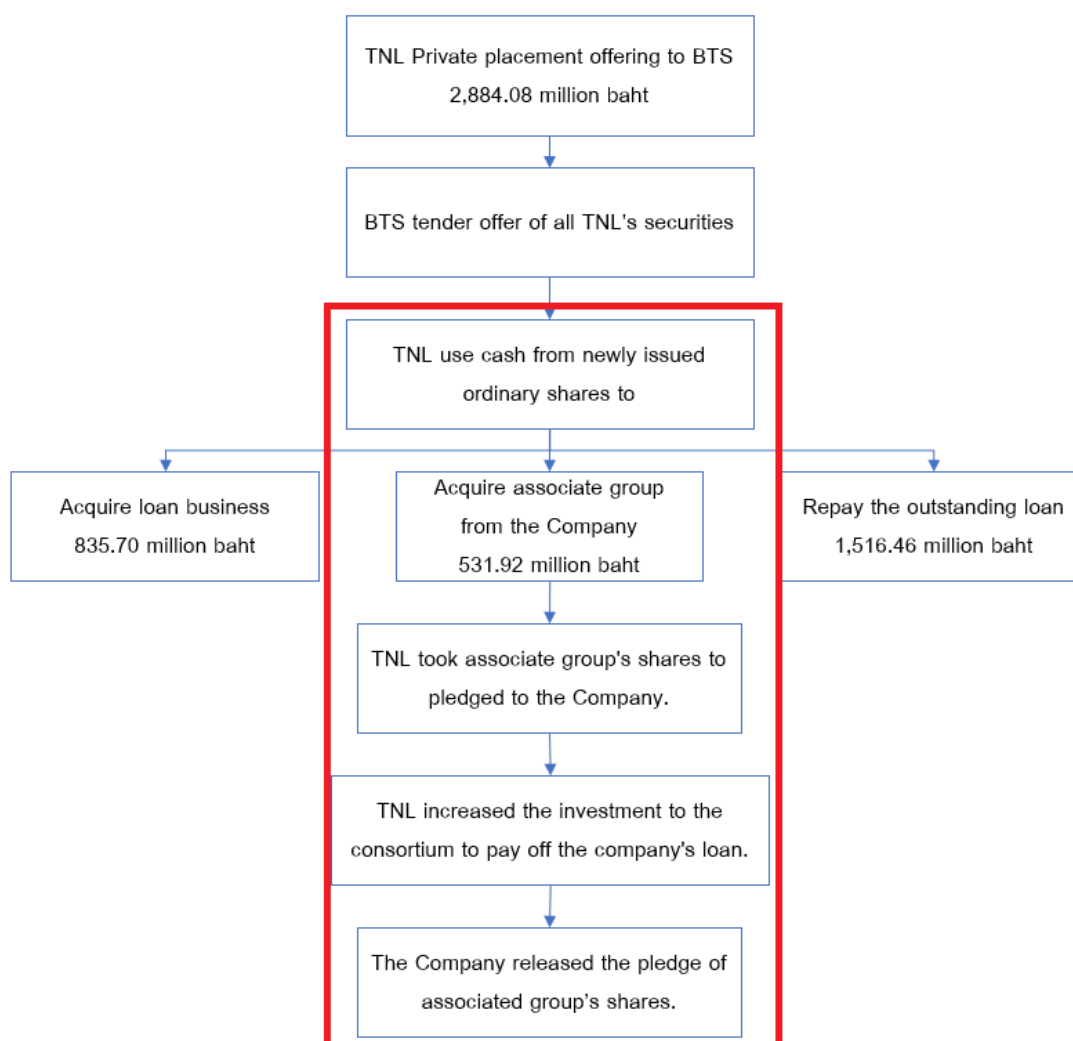 TNL Private placement offering to BTS
2,884.08 million baht
BTS tender offer of all TNL's securities
TNL use cash from newly issued
ordinary shares to
Acquire loan business
835.70 million baht
Acquire associate group
from the Company
531.92 million baht
Repay the outstanding loan
1,516.46 million baht
TNL took associate group's shares to
pledged to the Company.
TNL increased the investment to the
consortium to pay off the company's loan.
The Company released the pledge of
associated group’s shares.